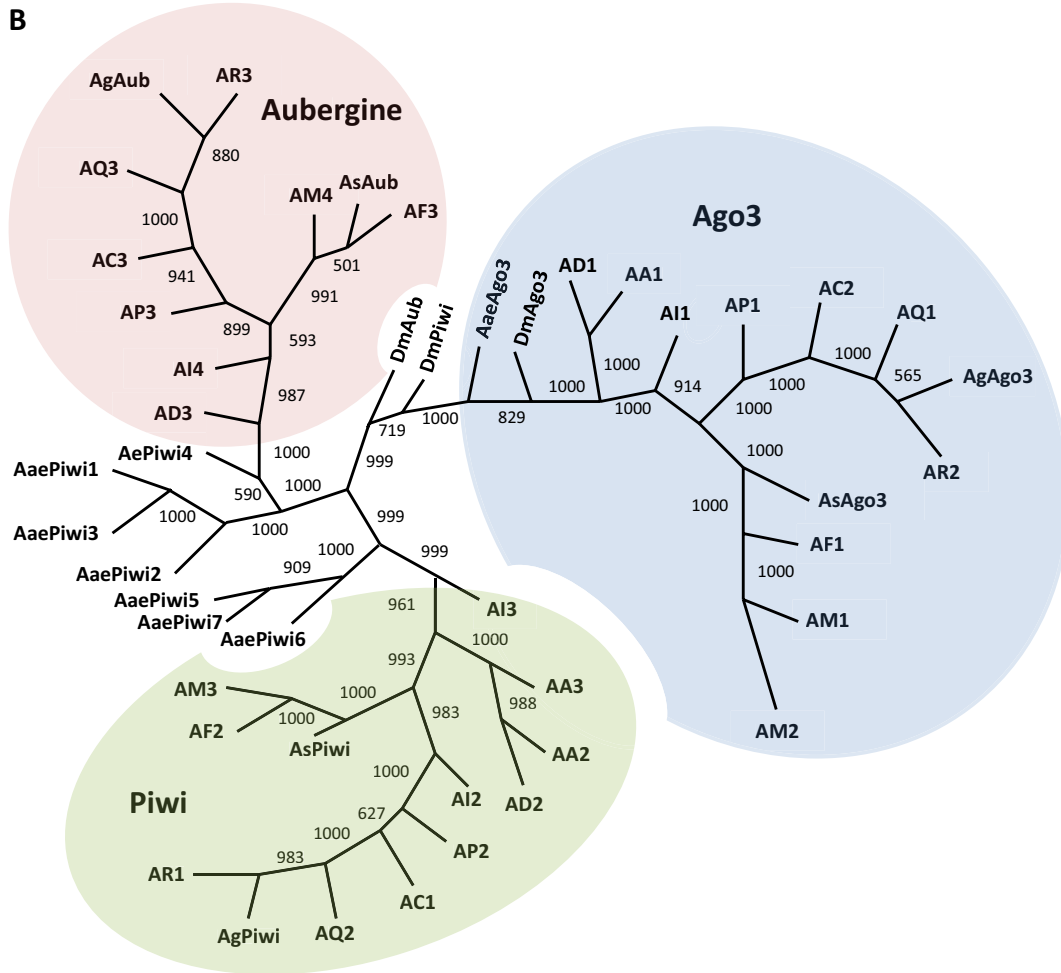 B
AgAub
AR3
Aubergine
880
AQ3
AM4
AsAub
AF3
1000
501
AC3
941
991
AP3
899
593
AI4
987
AD3
Ago3
AaeAgo3
DmAgo3
AD1
AA1
AI1
AP1
AC2
AQ1
AgAgo3
AR2
1000
1000
829
1000
1000
914
1000
1000
1000
565
1000
AsAgo3
1000
AF1
1000
AM1
AM2
DmAub
DmPiwi
719
999
AePiwi4
1000
AaePiwi1
590
1000
AaePiwi3
1000
1000
AaePiwi2
999
1000
999
909
AaePiwi5
AaePiwi7
AaePiwi6
961
AI3
1000
993
AM3
1000
AA3
988
AF2
1000
AsPiwi
983
AA2
1000
AI2
AD2
Piwi
627
1000
AP2
983
AR1
AC1
AgPiwi
AQ2